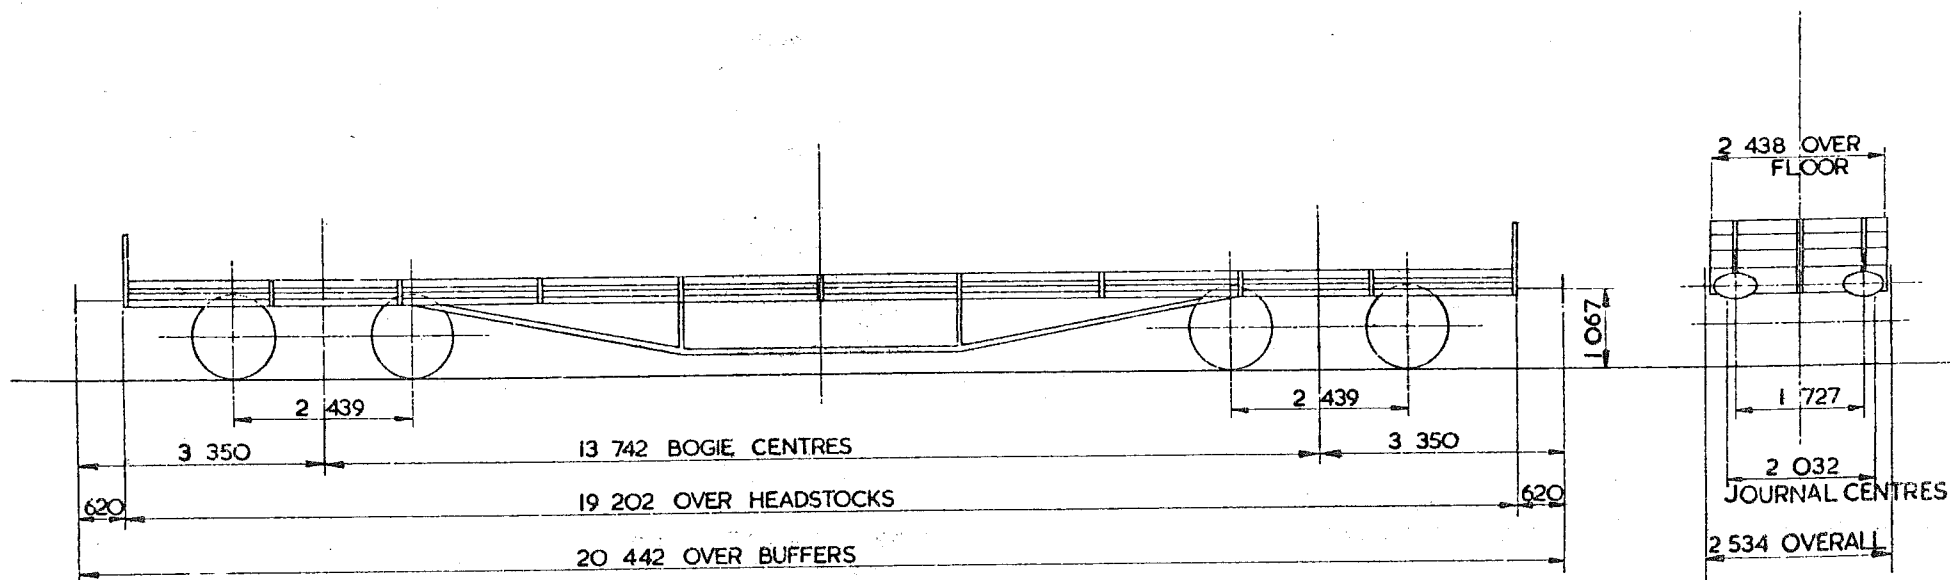 2 438 OVER
FLOOR
1 067
2 439
2 439
1 727
3 350
13 742 BOGIE CENTRES
3 350
2 032
JOURNAL CENTRES
620
19 202 OVER HEADSTOCKS
620
2 534 OVERALL
20 442 OVER BUFFERS